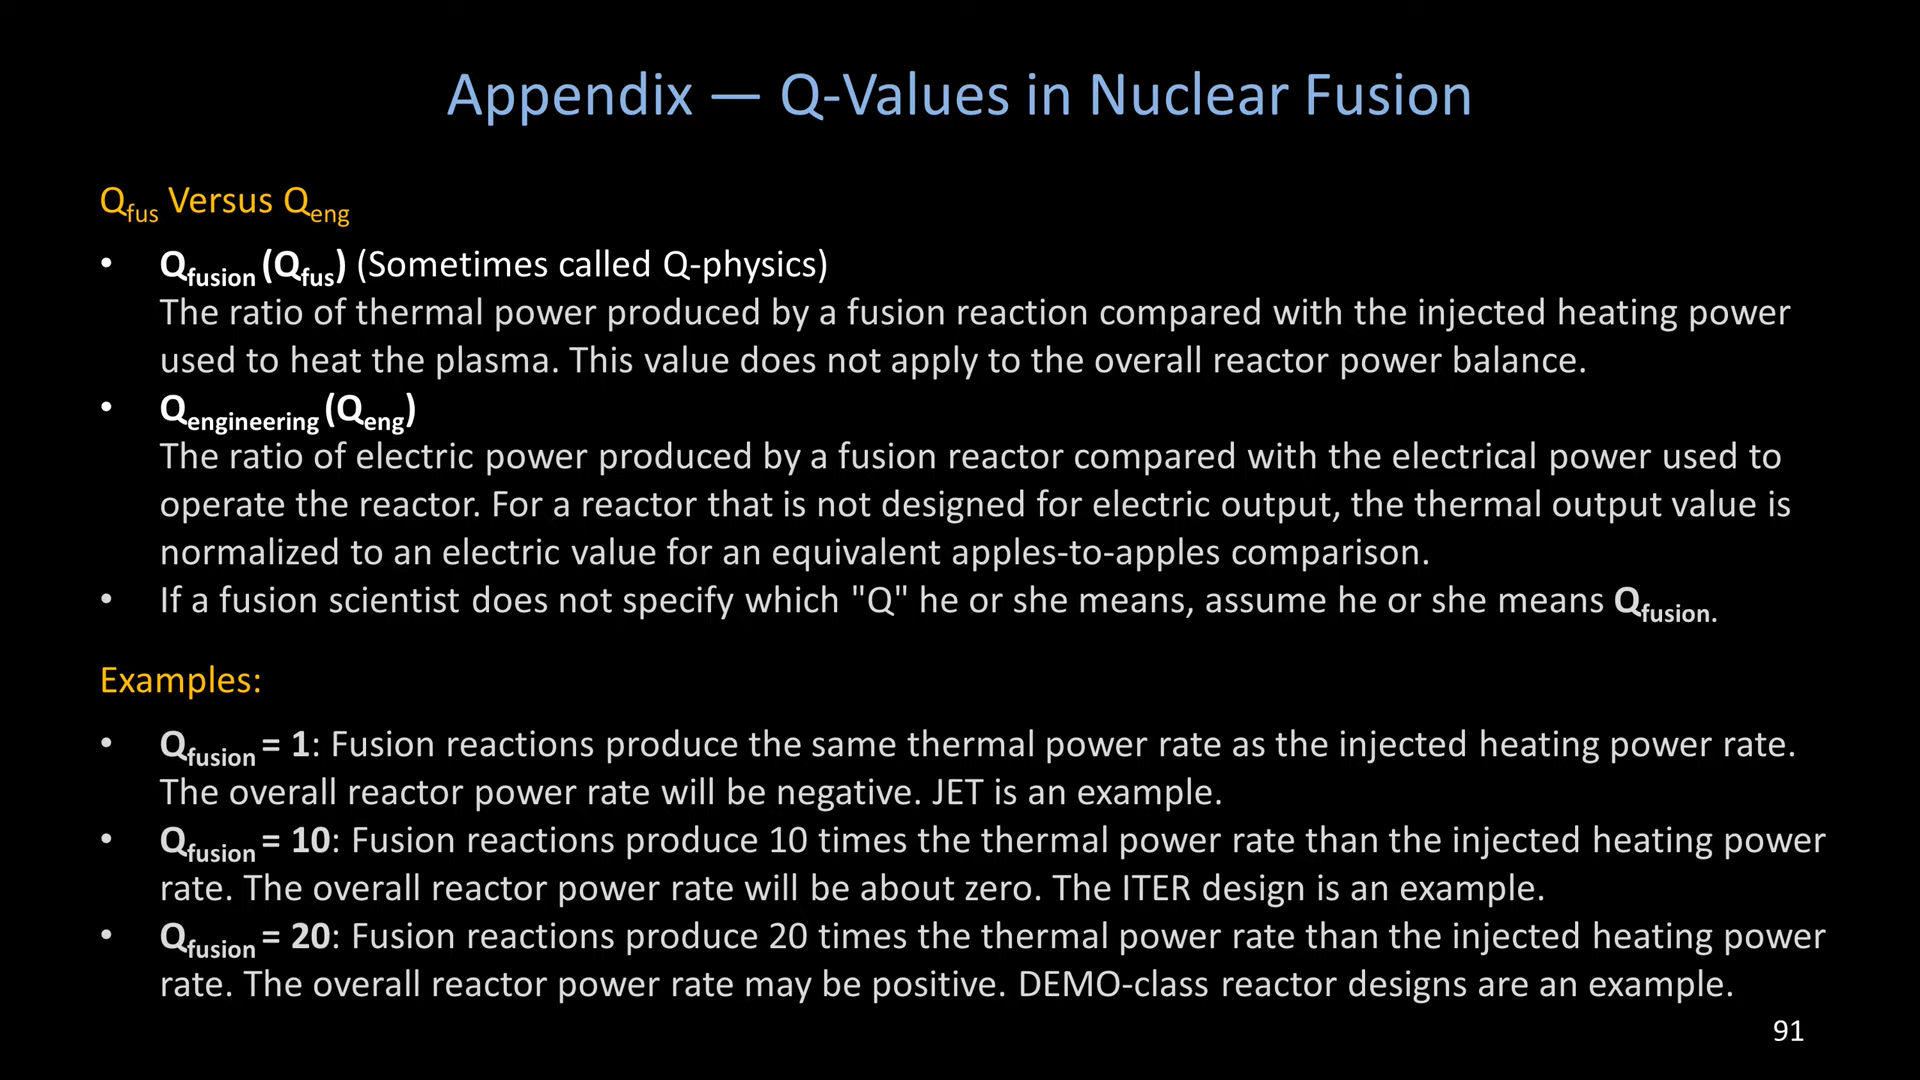 Appendix — Q-Values in Nuclear Fusion
Qfus Versus Qeng
• Qfusion (Qfus) (Sometimes called Q-physics)
The ratio of thermal power produced by a fusion reaction compared with the injected heating power
used to heat the plasma. This value does not apply to the overall reactor power balance.
• Qengineering (Qeng)
The ratio of electric power produced by a fusion reactor compared with the electrical power used to
operate the reactor. For a reactor that is not designed for electric output, the thermal output value is
normalized to an electric value for an equivalent apples-to-apples comparison.
• If a fusion scientist does not specify which "Q" he or she means, assume he or she means Qfusion.
Examples:
• Qfusion = 1: Fusion reactions produce the same thermal power rate as the injected heating power rate.
The overall reactor power rate will be negative. JET is an example.
• Qfusion = 10: Fusion reactions produce 10 times the thermal power rate than the injected heating power
rate. The overall reactor power rate will be about zero. The ITER design is an example.
• Qfusion = 20: Fusion reactions produce 20 times the thermal power rate than the injected heating power
rate. The overall reactor power rate may be positive. DEMO-class reactor designs are an example.
91